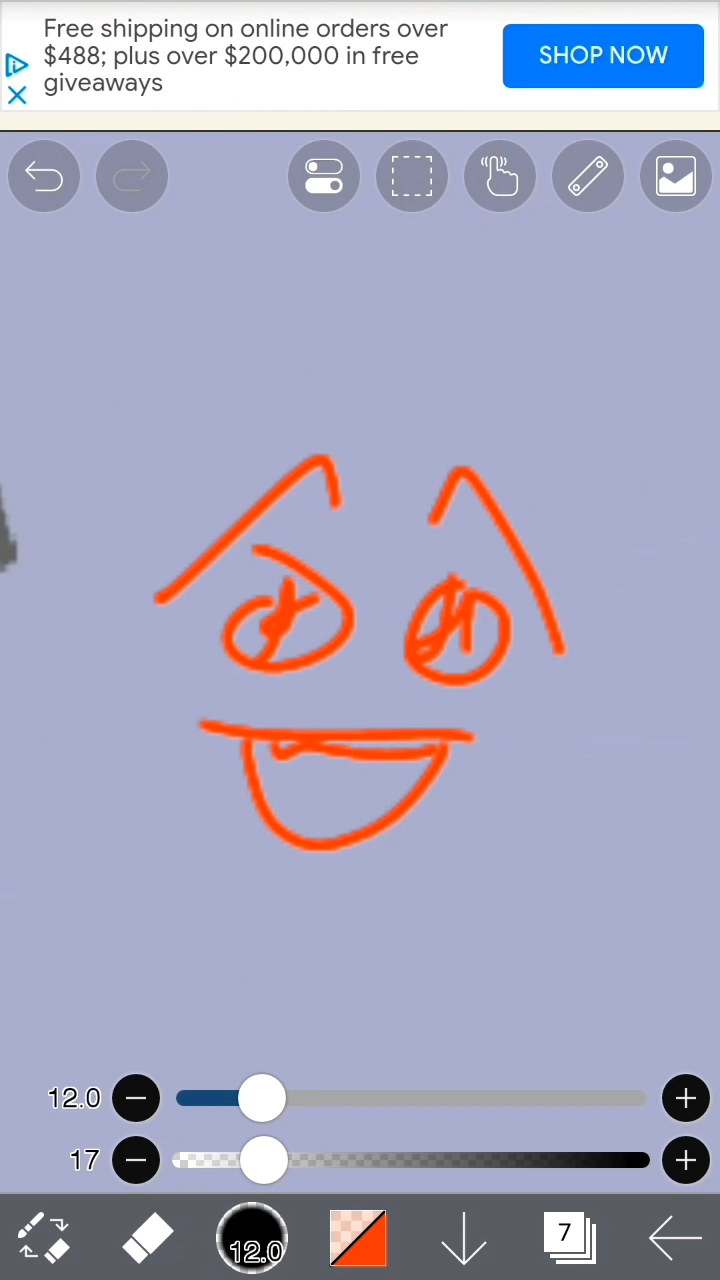 Free shipping on online orders over
$488; plus over $200,000 in free
giveaways
SHOP NOW
12.0
17
12.0
7